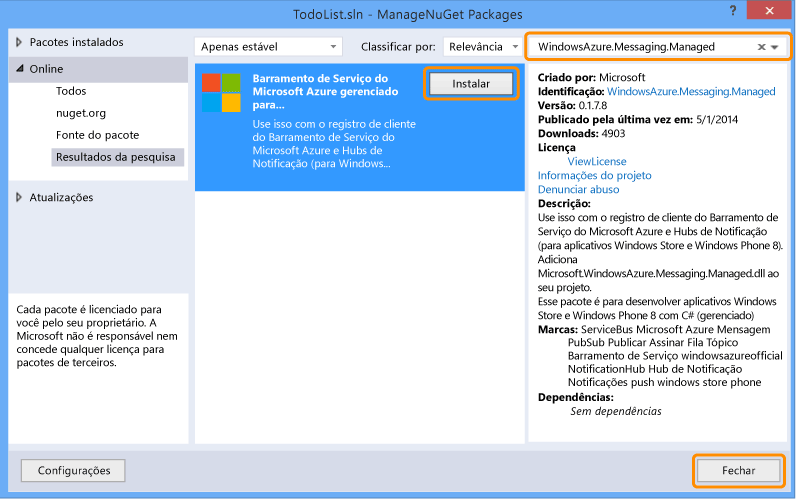 TodoList.sln - ManageNuGet Packages
?
Pacotes instalados
Online
Todos
nuget.org
Fonte do pacote
Resultados da pesquisa
Atualizações
Cada pacote é licenciado para
você pelo seu proprietário. A
Microsoft não é responsável nem
concede qualquer licença para
pacotes de terceiros.
Configurações
Apenas estável
Classificar por:
Relevância
Barramento de Serviço do
Microsoft Azure gerenciado
para...
Instalar
Use isso com o registro de cliente
do Barramento de Serviço do
Microsoft Azure e Hubs de
Notificação (para Windows...
WindowsAzure.Messaging.Managed
Criado por: Microsoft
Identificação: WindowsAzure.Messaging.Managed
Versão: 0.1.7.8
Publicado pela última vez em: 5/1/2014
Downloads: 4903
Licença
ViewLicense
Informações do projeto
Denunciar abuso
Descrição:
Use isso com o registro de cliente do Barramento de
Serviço do Microsoft Azure e Hubs de Notificação
(para aplicativos Windows Store e Windows Phone 8).
Adiciona
Microsoft.WindowsAzure.Messaging.Managed.dll ao
seu projeto.
Esse pacote é para desenvolver aplicativos Windows
Store e Windows Phone 8 com C# (gerenciado)
Marcas: ServiceBus Microsoft Azure Mensagem
PubSub Publicar Assinar Fila Tópico
Barramento de Serviço windowsazureofficial
NotificationHub Hub de Notificação
Notificações push windows store phone
Dependências:
Sem dependências
Fechar